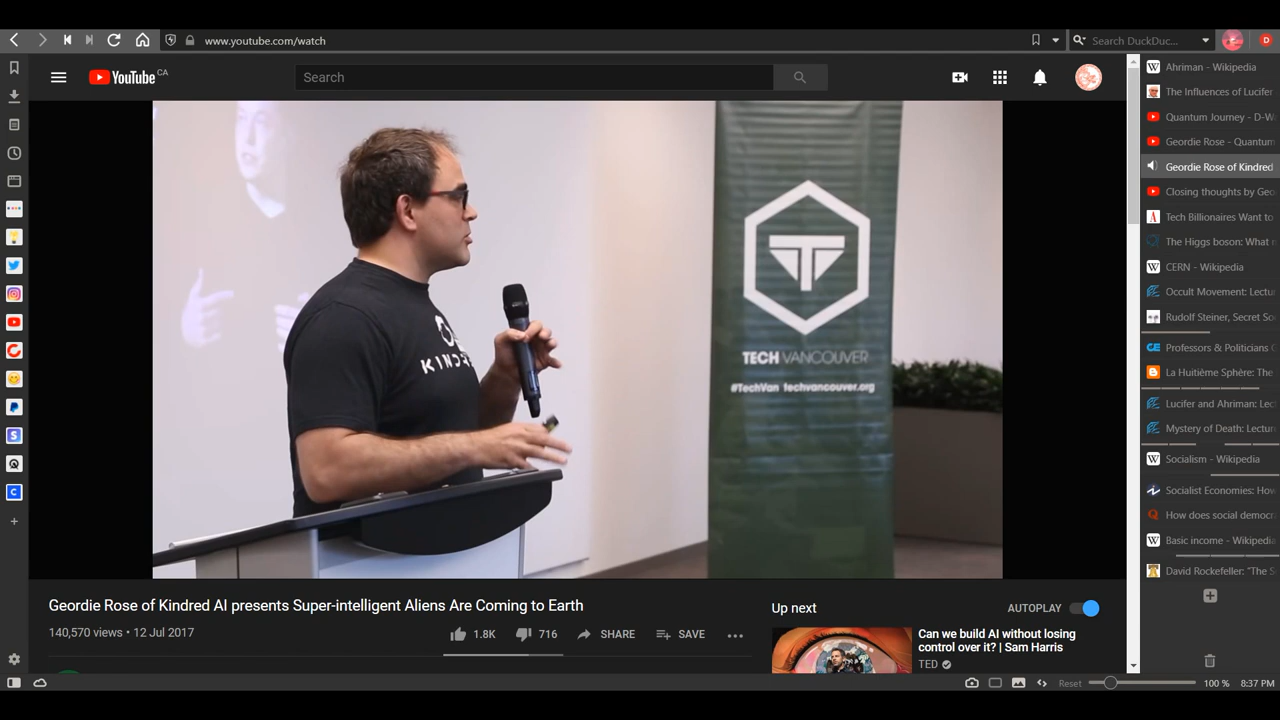 www.youtube.com/watch
Search DuckDuc...
D
YouTube CA
Search
KINDR
TECH VANCOUVER
#TechVan techvancouver.org
Geordie Rose of Kindred AI presents Super-intelligent Aliens Are Coming to Earth
140,570 views • 12 Jul 2017
1.8K
716
SHARE
SAVE
Up next
AUTOPLAY
Can we build AI without losing
control over it? | Sam Harris
TED
Ahriman - Wikipedia
The Influences of Lucifer
Quantum Journey - D-W
Geordie Rose - Quantum
Geordie Rose of Kindred
Closing thoughts by Geo
Tech Billionaires Want to
The Higgs boson: What
CERN - Wikipedia
Occult Movement: Lectu
Rudolf Steiner, Secret So
Professors & Politicians
La Huitième Sphère: The
Lucifer and Ahriman: Lec
Mystery of Death: Lectur
Socialism - Wikipedia
Socialist Economies: How
How does social democr
Basic income - Wikipedia
David Rockefeller: "The S
Reset
100 %
8:37 PM